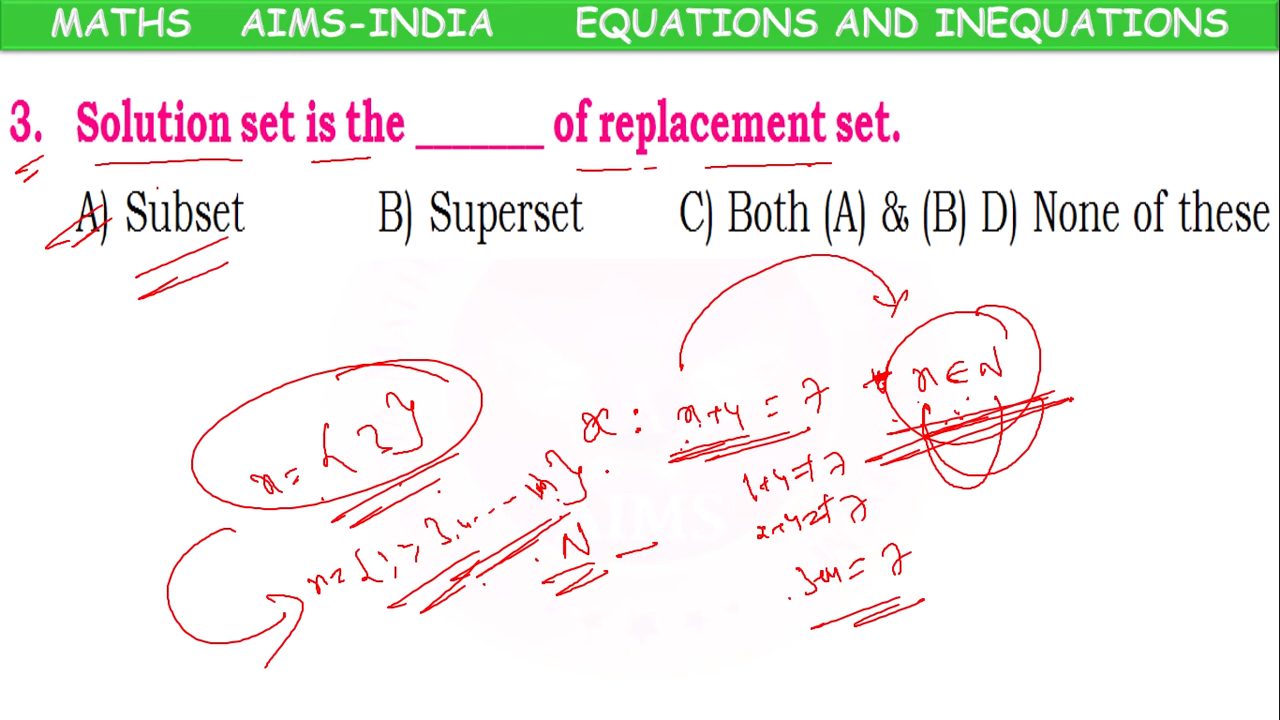 MATHS AIMS-INDIA EQUATIONS AND INEQUATIONS
3. Solution set is the ______ of replacement set.
A) Subset B) Superset C) Both (A) & (B) D) None of these
x ∈ N
x : x+4 = 7
x = {3}
1+4 ≠ 7
2+4 ≠ 7
N
3+4 = 7
AIMS